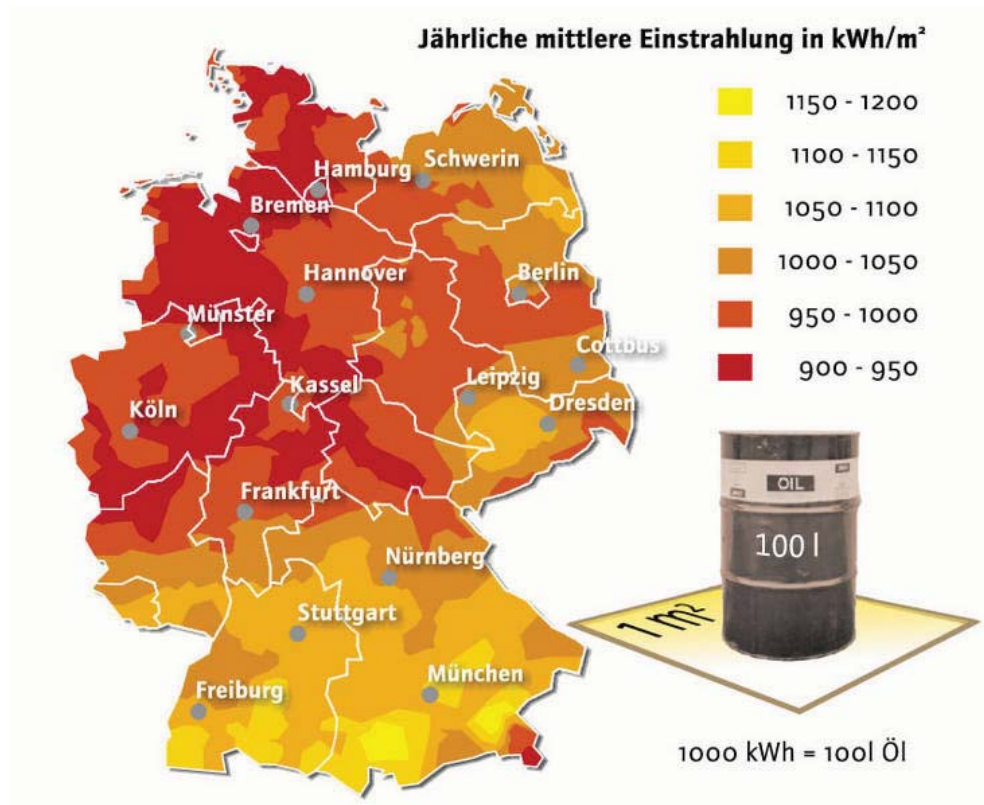 Jährliche mittlere Einstrahlung in kWh/m²
1150 - 1200
1100 - 1150
1050 - 1100
1000 - 1050
950 - 1000
900 - 950
Schwerin
Hamburg
Bremen
Hannover
Berlin
Münster
Cottbus
Kassel
Leipzig
Köln
Dresden
Frankfurt
Nürnberg
Stuttgart
München
Freiburg
OIL
100 l
1 m²
1000 kWh = 100l Öl